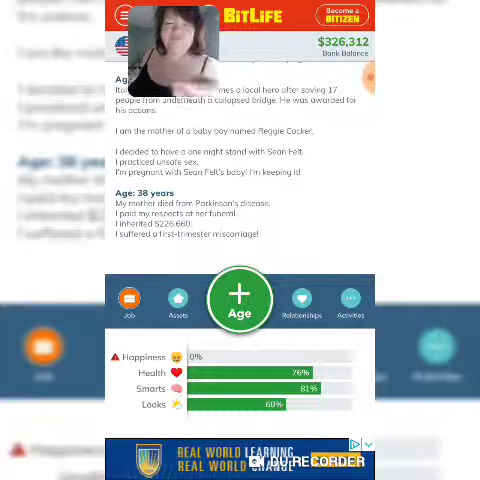 BitLife
Become a
BITIZEN
$326,312
Bank Balance
Ag
Ital
mes a local hero after saving 17
people from underneath a collapsed bridge. He was awarded for
his actions.
I am the mother of a baby boy named Reggie Cocker.
I decided to have a one night stand with Sean Felt.
I practiced unsafe sex.
I'm pregnant with Sean Felt's baby! I'm keeping it!
Age: 38 years
My mother died from Parkinson's disease.
I paid my respects at her funeral.
I inherited $226,660.
I suffered a first-trimester miscarriage!
Job
Assets
+
Age
Relationships
Activities
Happiness
0%
Health
76%
Smarts
81%
Looks
60%
REAL WORLD LEARNING
REAL WORLD CHANGE
DU RECORDER